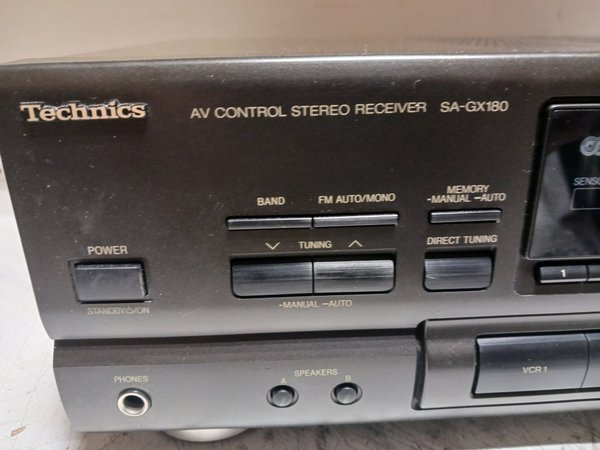 Technics
AV CONTROL STEREO RECEIVER SA-GX180
BAND
FM AUTO/MONO
MEMORY
-MANUAL –AUTO
TUNING
DIRECT TUNING
-MANUAL –AUTO
POWER
STANDBY⏻/ON
1
VCR 1
PHONES
SPEAKERS
A
B